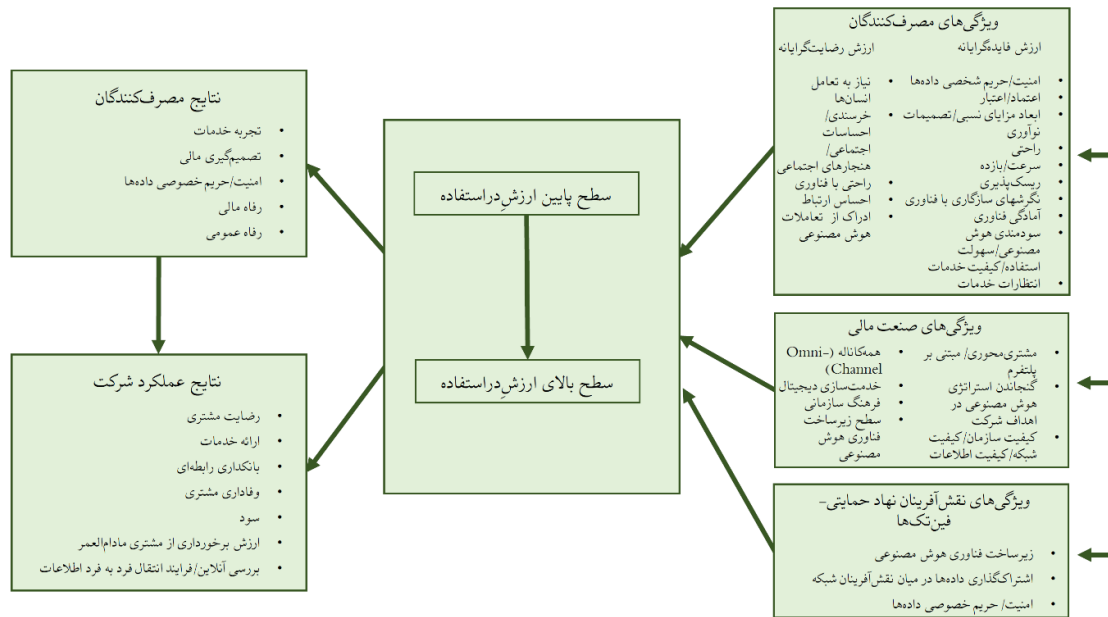 ویژگی‌های مصرف‌کنندگان
ارزش فایده‌گرایانه
• امنیت/حریم شخصی داده‌ها
• اعتماد/اعتبار
• ابعاد مزایای نسبی/تصمیمات
نوآوری
• راحتی
• سرعت/بازده
• ریسک‌پذیری
• نگرشهای سازگاری با فناوری
• آمادگی فناوری
• سودمندی هوش
مصنوعی/سهولت
استفاده/کیفیت خدمات
• انتظارات خدمات
ارزش رضایت‌گرایانه
• نیاز به تعامل
انسان‌ها
• خرسندی/
احساسات
اجتماعی/
هنجارهای اجتماعی
• راحتی با فناوری
• احساس ارتباط
• ادراک از تعاملات
هوش مصنوعی
ویژگی‌های صنعت مالی
• مشتری‌محوری/ مبتنی بر
پلتفرم
• گنجاندن استراتژی
هوش مصنوعی در
اهداف شرکت
• کیفیت سازمان/کیفیت
شبکه/کیفیت اطلاعات
• همه‌کاناله (Omni-
Channel)
• خدمت‌سازی دیجیتال
• فرهنگ سازمانی
• سطح زیرساخت
فناوری هوش
مصنوعی
ویژگی‌های نقش‌آفرینان نهاد حمایتی-
فین‌تک‌ها
• زیرساخت فناوری هوش مصنوعی
• اشتراک‌گذاری داده‌ها در میان نقش‌آفرینان شبکه
• امنیت/ حریم خصوصی داده‌ها
سطح پایین ارزشِ‌دراستفاده
سطح بالای ارزشِ‌دراستفاده
نتایج مصرف‌کنندگان
• تجربه خدمات
• تصمیم‌گیری مالی
• امنیت/حریم خصوصی داده‌ها
• رفاه مالی
• رفاه عمومی
نتایج عملکرد شرکت
• رضایت مشتری
• ارائه خدمات
• بانکداری رابطه‌ای
• وفاداری مشتری
• سود
• ارزش برخورداری از مشتری مادام‌العمر
• بررسی آنلاین/فرایند انتقال فرد به فرد اطلاعات